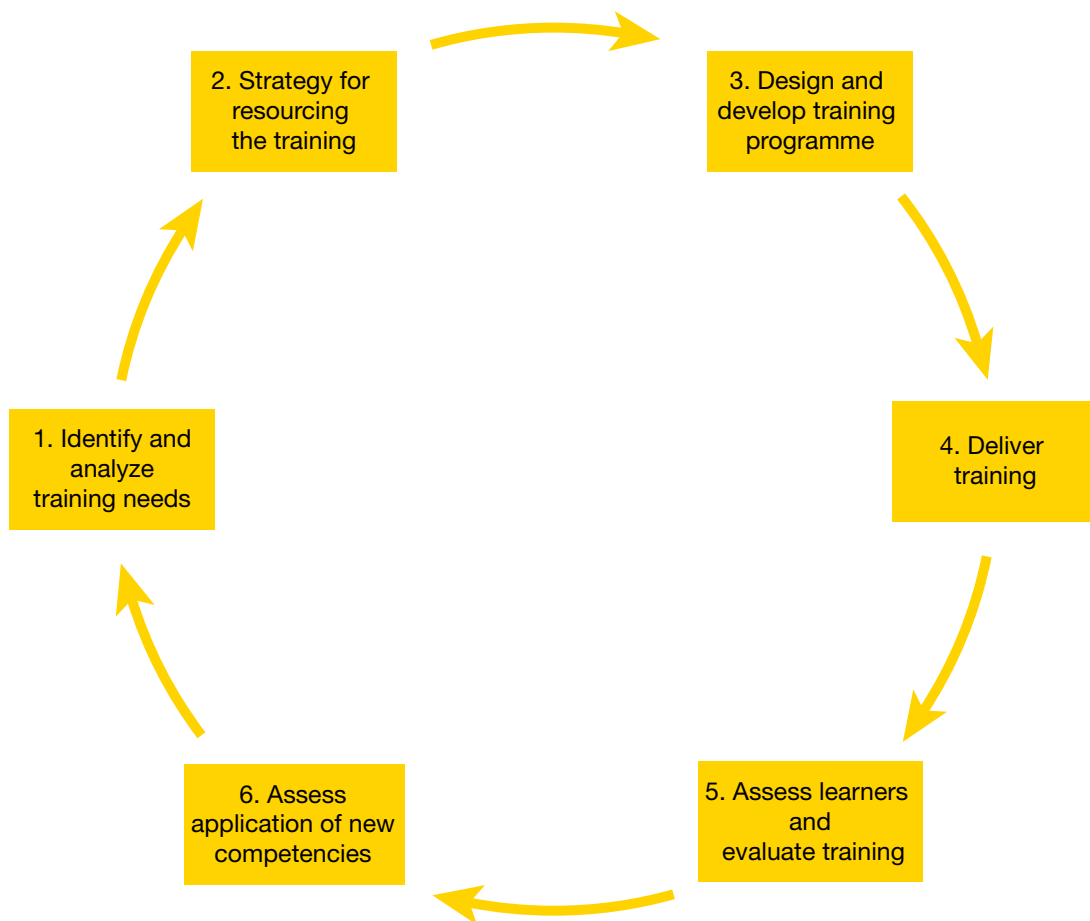 1. Identify and
analyze
training needs
2. Strategy for
resourcing
the training
3. Design and
develop training
programme
4. Deliver
training
5. Assess learners
and
evaluate training
6. Assess
application of new
competencies